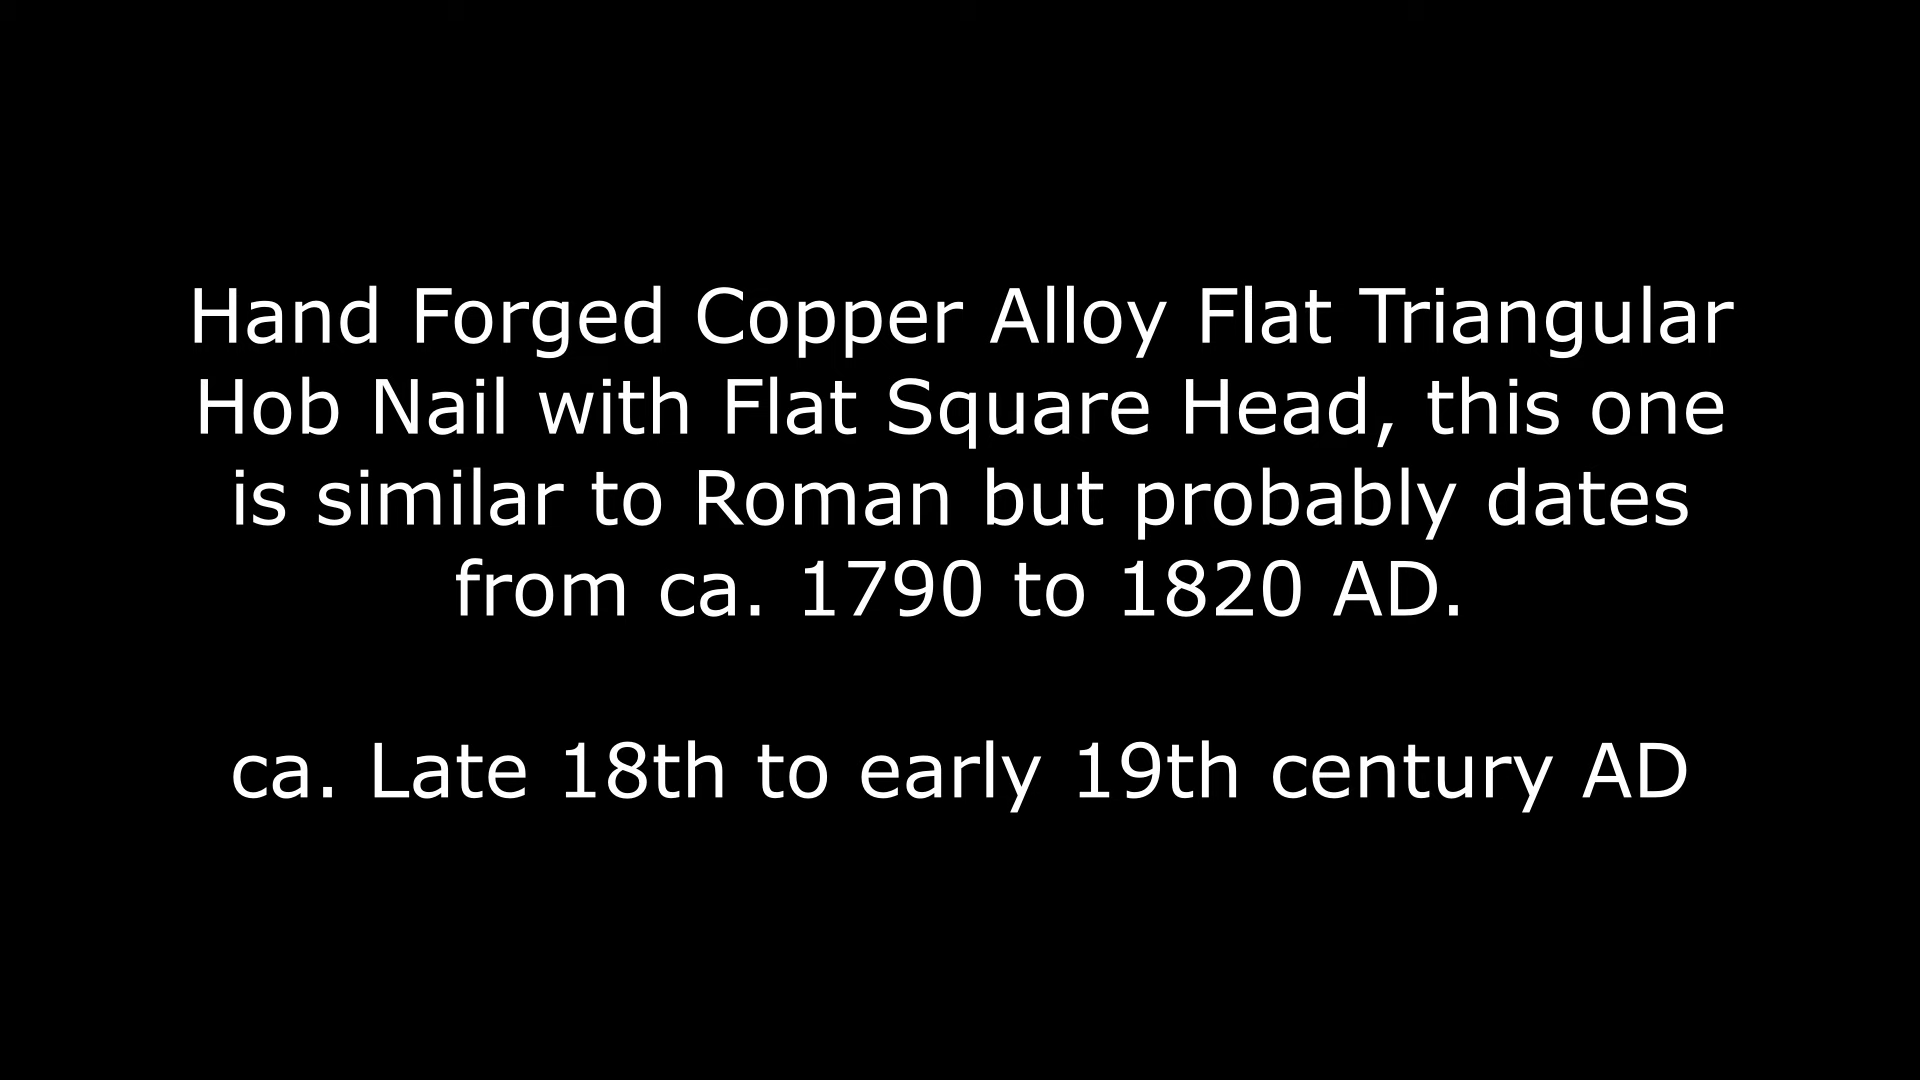 Hand Forged Copper Alloy Flat Triangular
Hob Nail with Flat Square Head, this one
is similar to Roman but probably dates
from ca. 1790 to 1820 AD.
ca. Late 18th to early 19th century AD